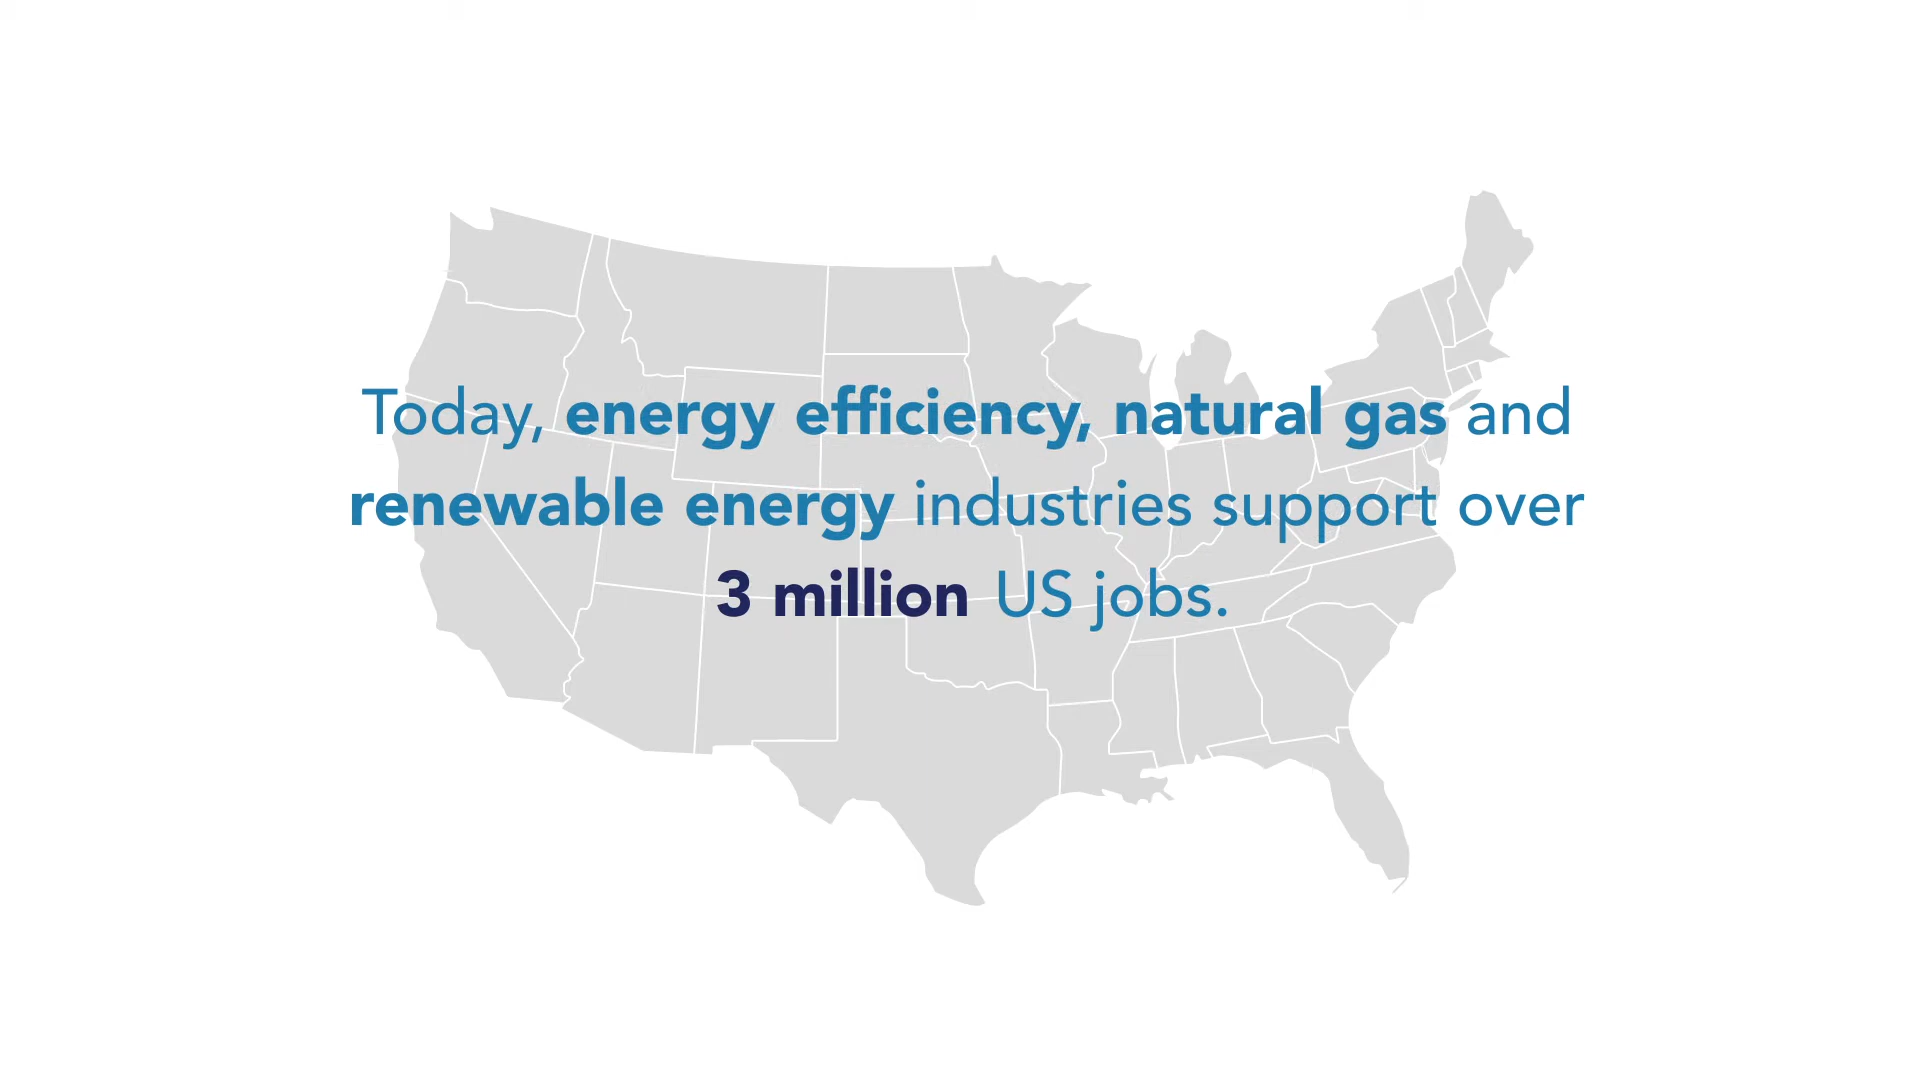 Today, energy efficiency, natural gas and
renewable energy industries support over
3 million US jobs.